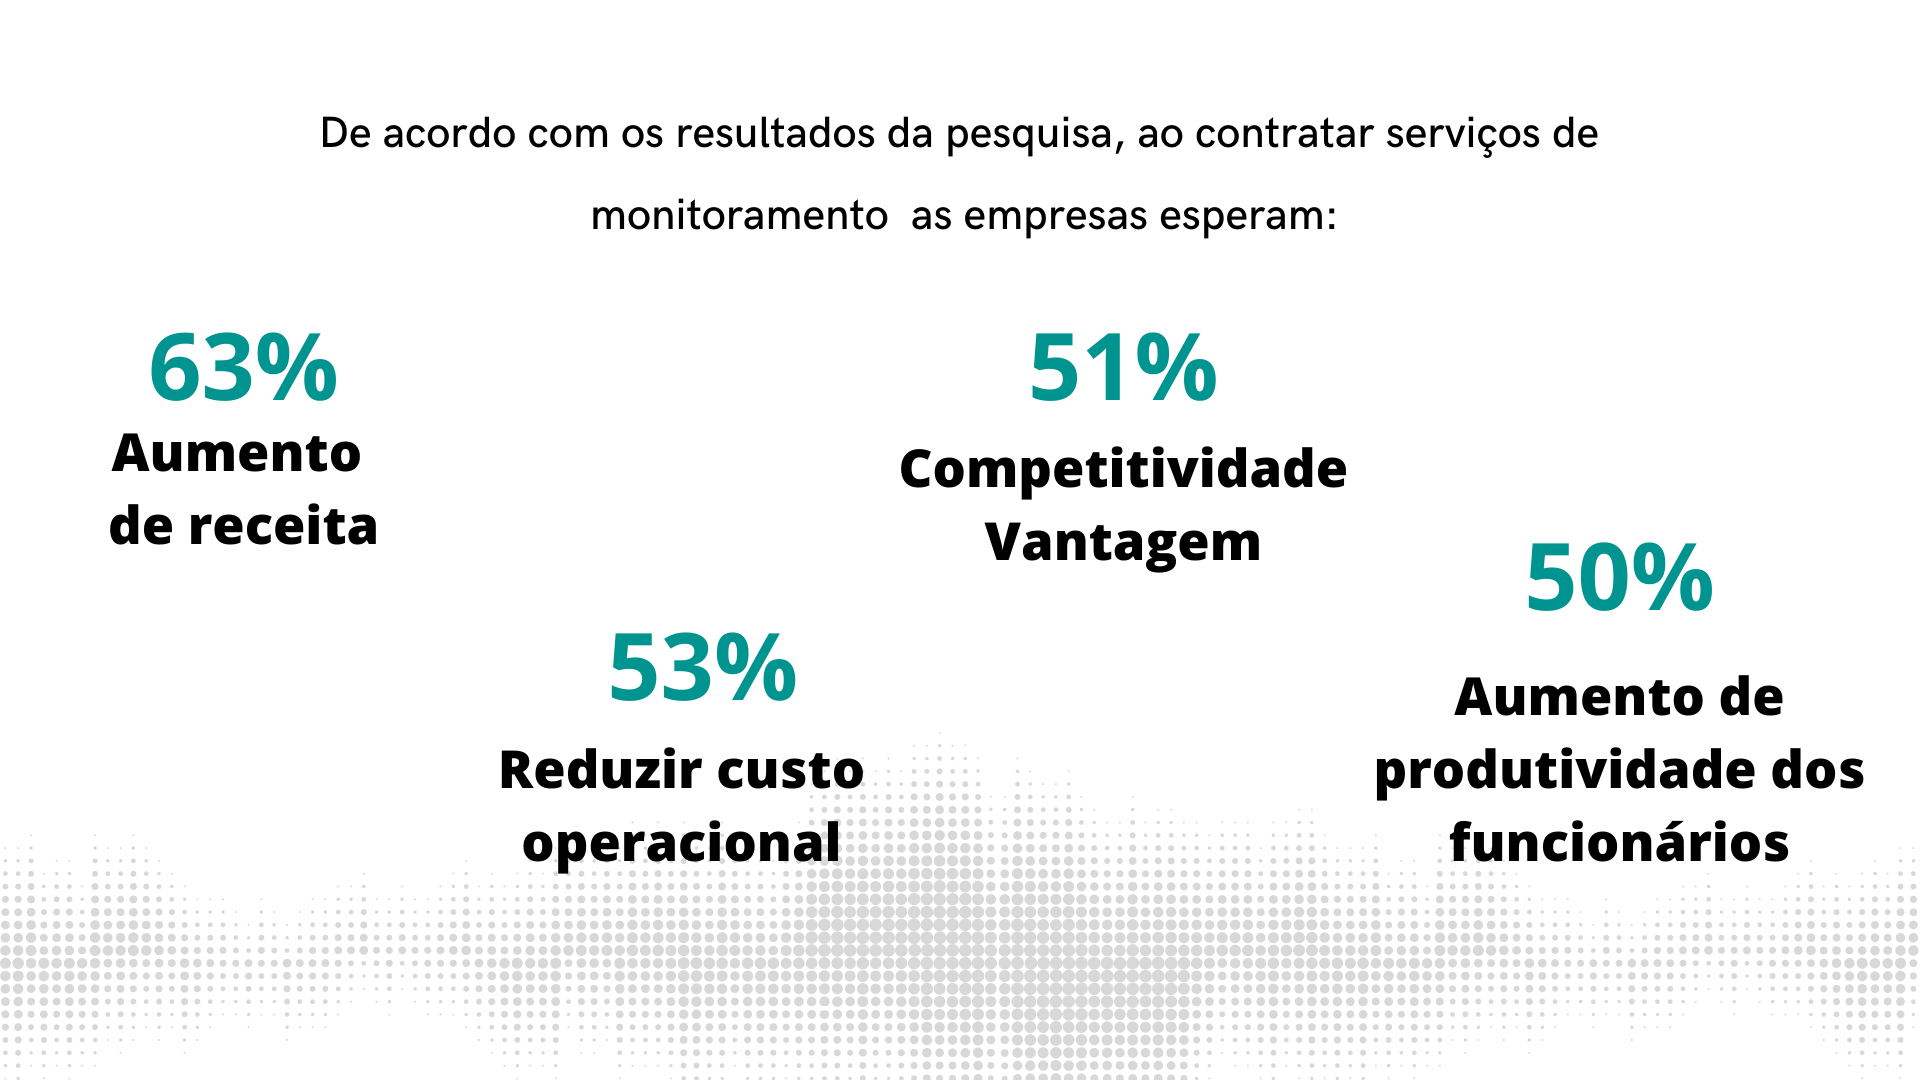 De acordo com os resultados da pesquisa, ao contratar serviços de
monitoramento  as empresas esperam:
63%
Aumento
de receita
53%
Reduzir custo
operacional
51%
Competitividade
Vantagem
50%
Aumento de
produtividade dos
funcionários